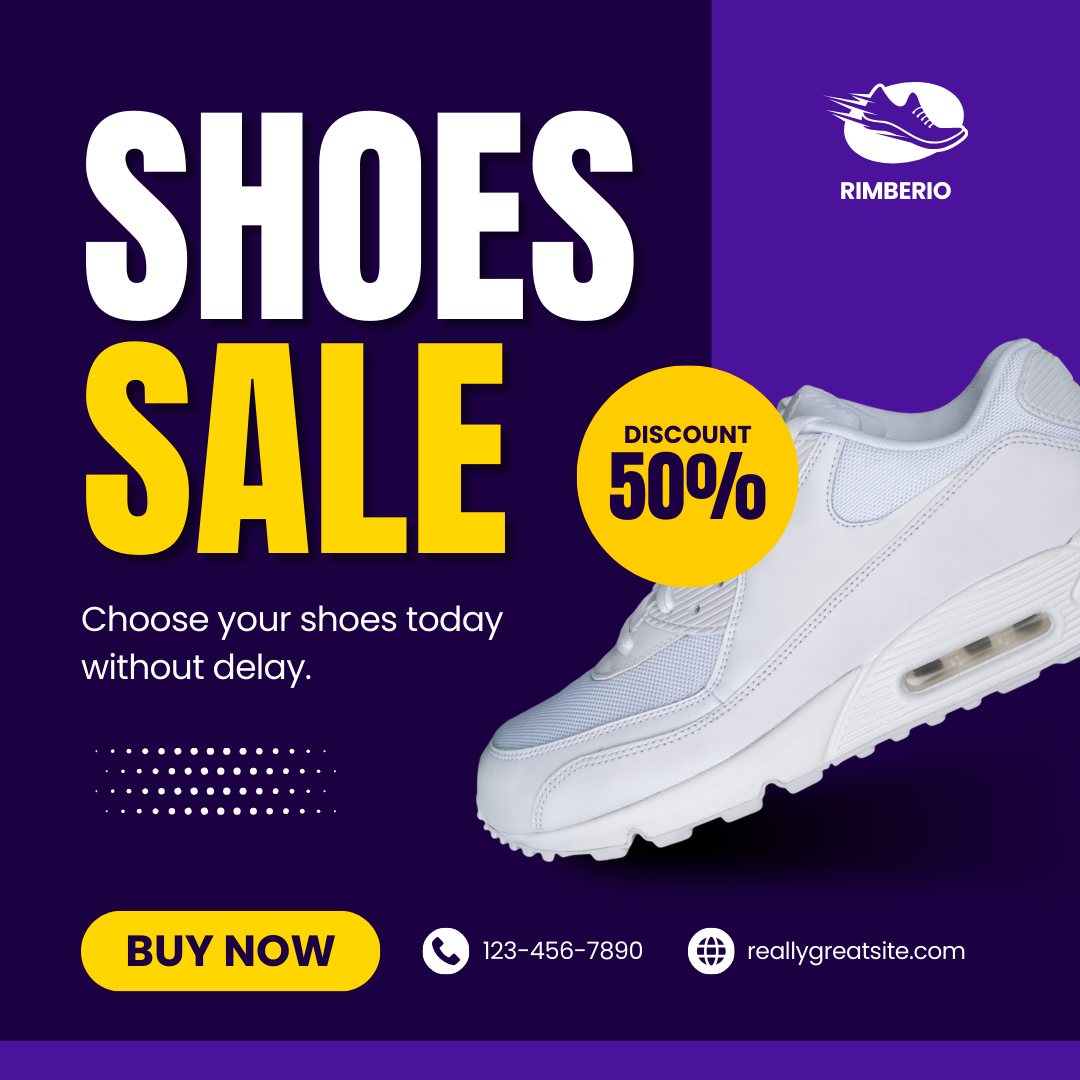 RIMBERIO
SHOES
SALE
DISCOUNT
50%
Choose your shoes today
without delay.
BUY NOW
123-456-7890
reallygreatsite.com